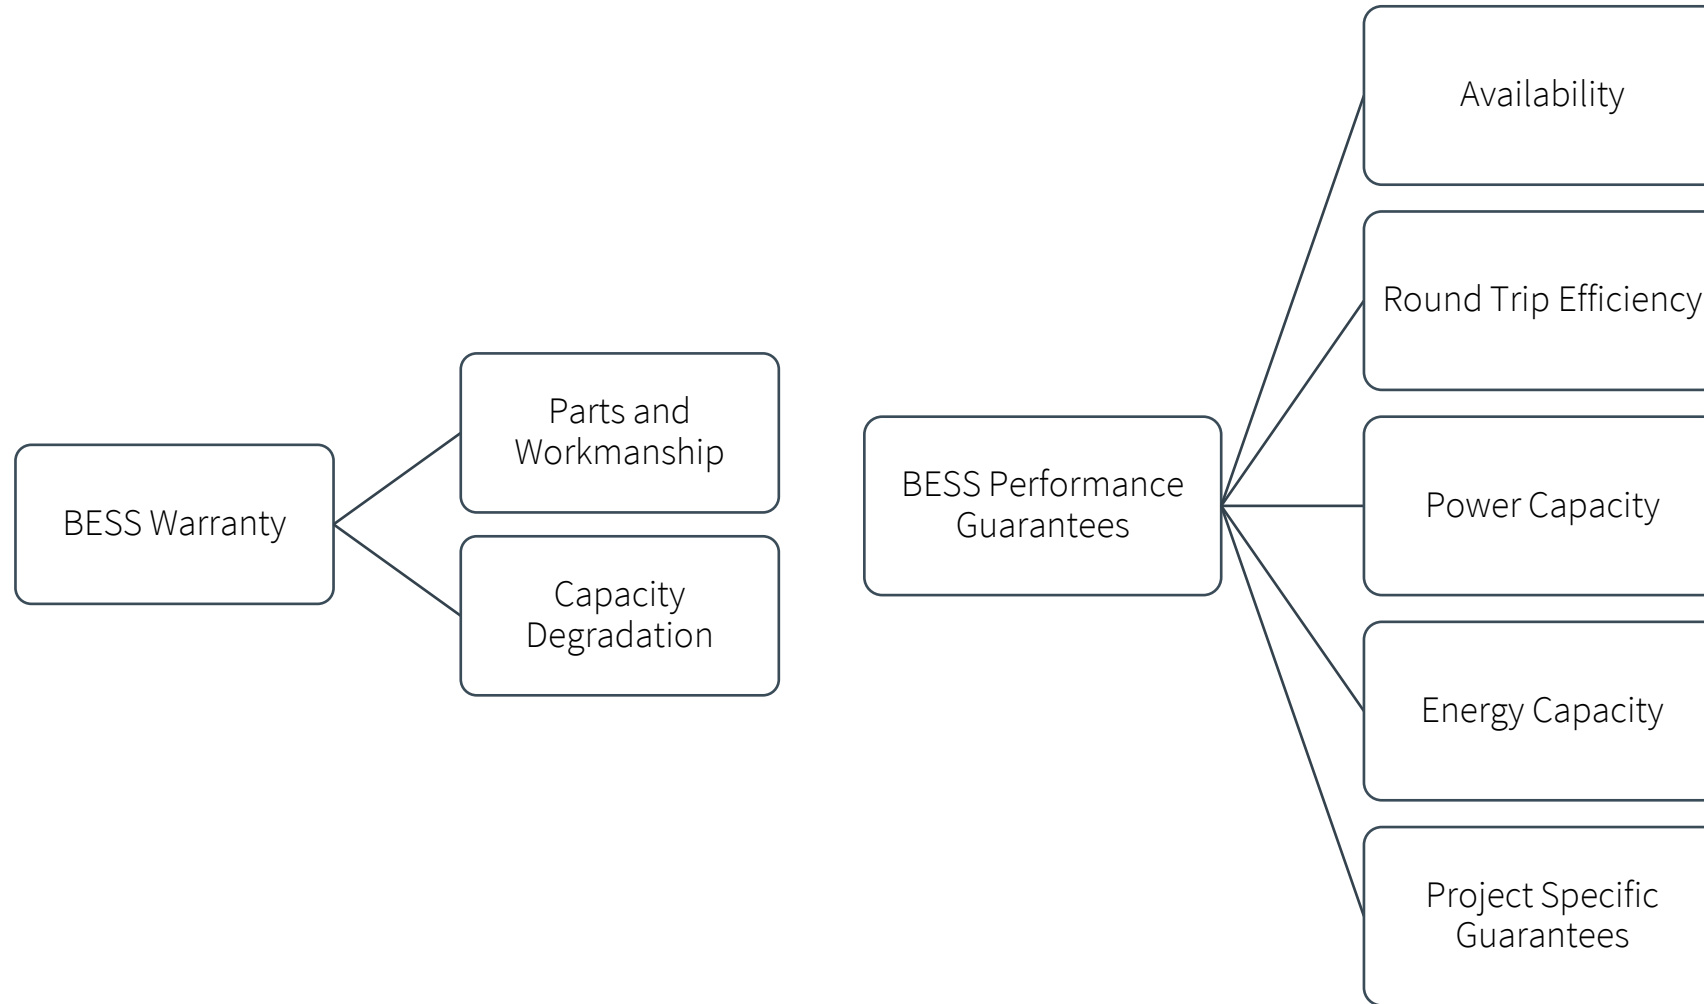 BESS Warranty
Parts and
Workmanship
Capacity
Degradation
BESS Performance
Guarantees
Availability
Round Trip Efficiency
Power Capacity
Energy Capacity
Project Specific
Guarantees